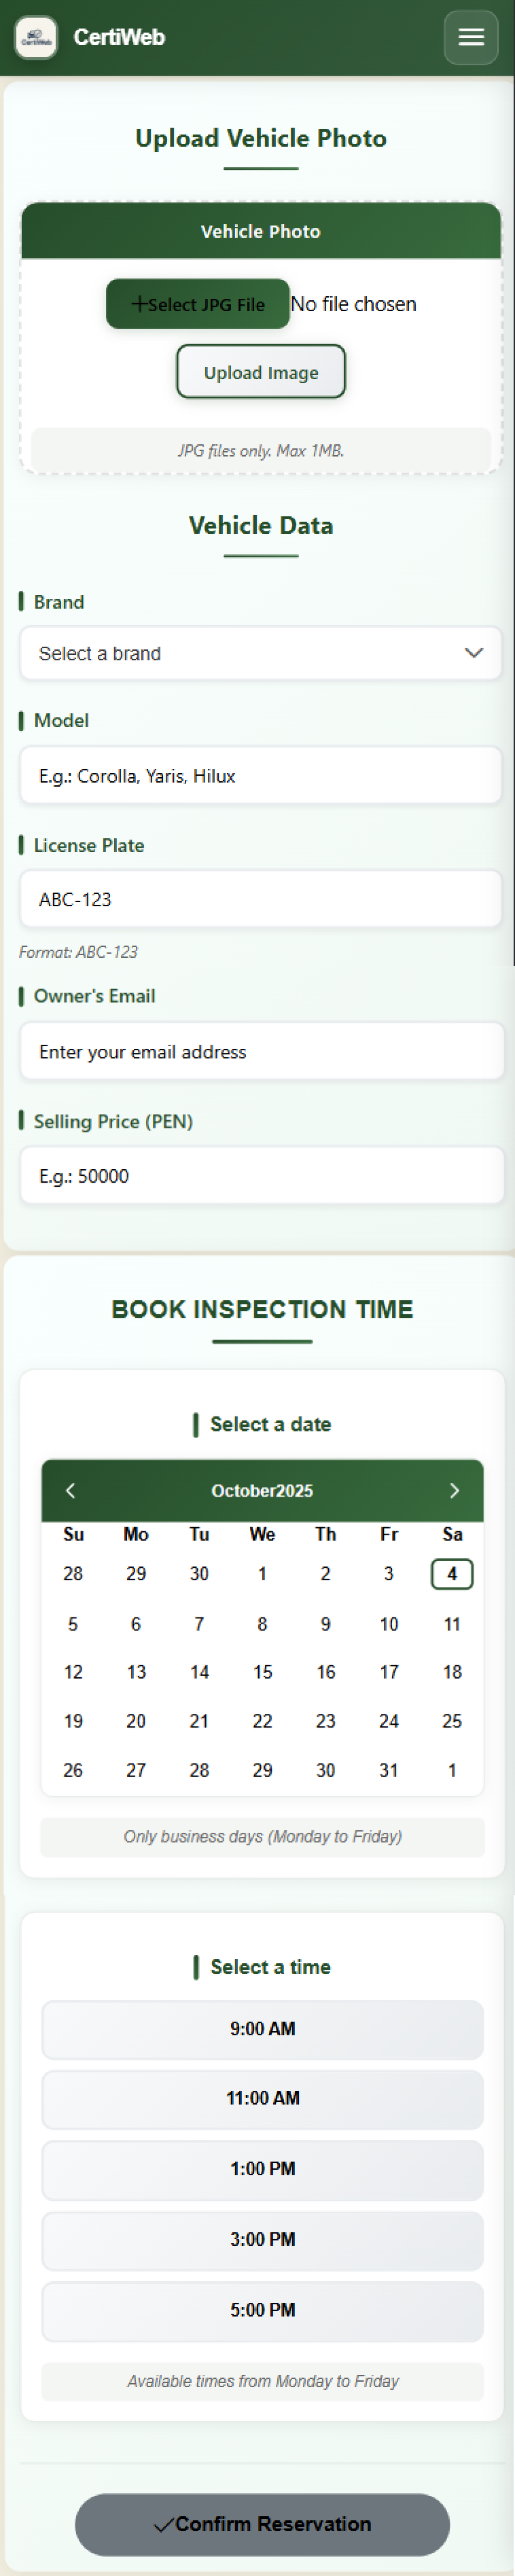 CertiWeb CertiWeb
Upload Vehicle Photo
Vehicle Photo
+Select JPG File No file chosen
Upload Image
JPG files only. Max 1MB.
Vehicle Data
Brand
Select a brand
Model
E.g.: Corolla, Yaris, Hilux
License Plate
ABC-123
Format: ABC-123
Owner's Email
Enter your email address
Selling Price (PEN)
E.g.: 50000
BOOK INSPECTION TIME
Select a date
October2025
Su Mo Tu We Th Fr Sa
28 29 30 1 2 3 4
5 6 7 8 9 10 11
12 13 14 15 16 17 18
19 20 21 22 23 24 25
26 27 28 29 30 31 1
Only business days (Monday to Friday)
Select a time
9:00 AM
11:00 AM
1:00 PM
3:00 PM
5:00 PM
Available times from Monday to Friday
Confirm Reservation